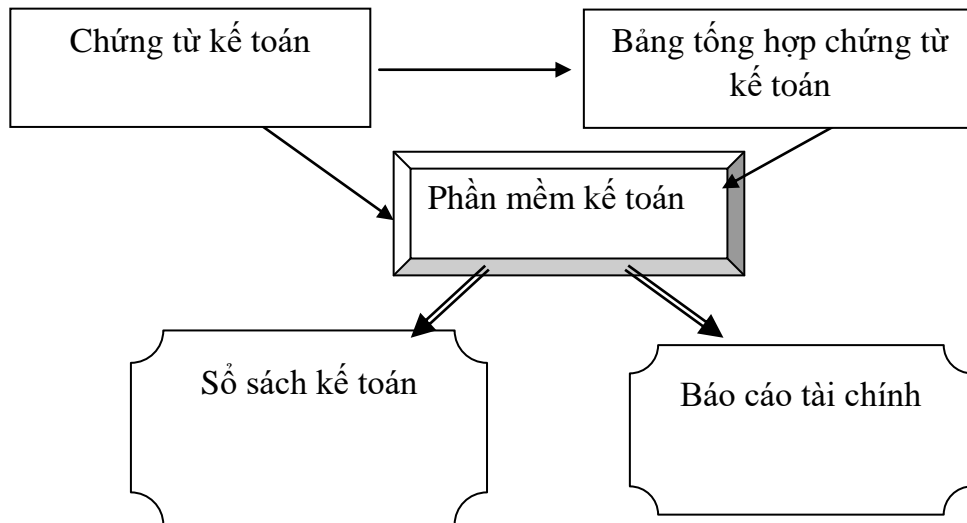 Chứng từ kế toán
Bảng tổng hợp chứng từ
kế toán
Phần mềm kế toán
Sổ sách kế toán
Báo cáo tài chính